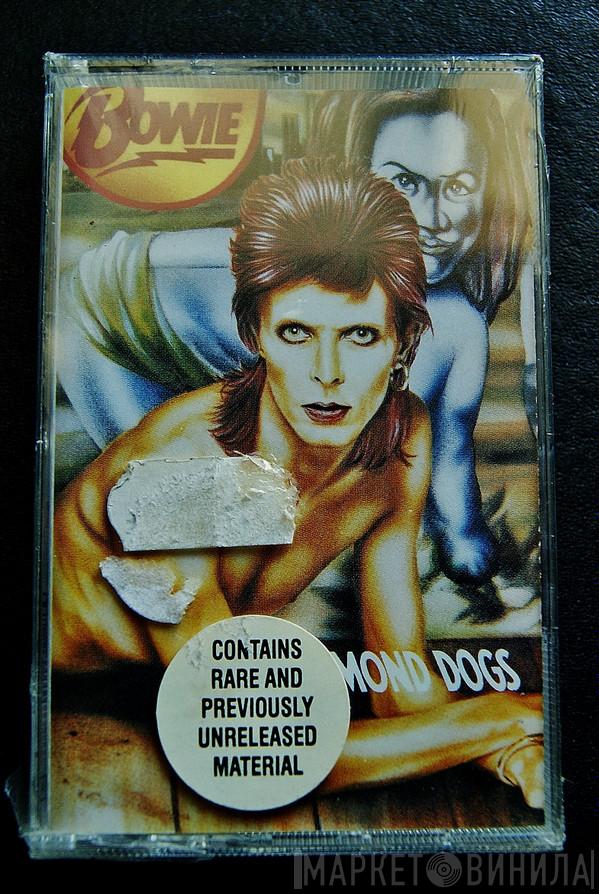 BOWIE
MOND DOGS
CONTAINS
RARE AND
PREVIOUSLY
UNRELEASED
MATERIAL
МАРКЕТ ВИНИЛА